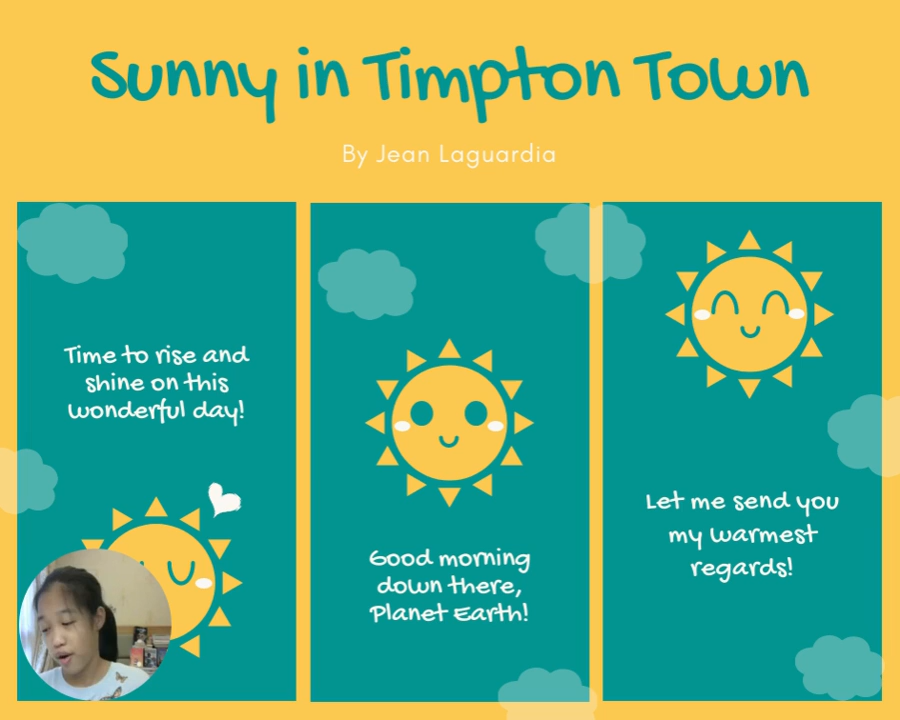 Sunny in Timpton Town
By Jean Laguardia
Time to rise and
shine on this
wonderful day!
Good morning
down there,
Planet Earth!
Let me send you
my warmest
regards!